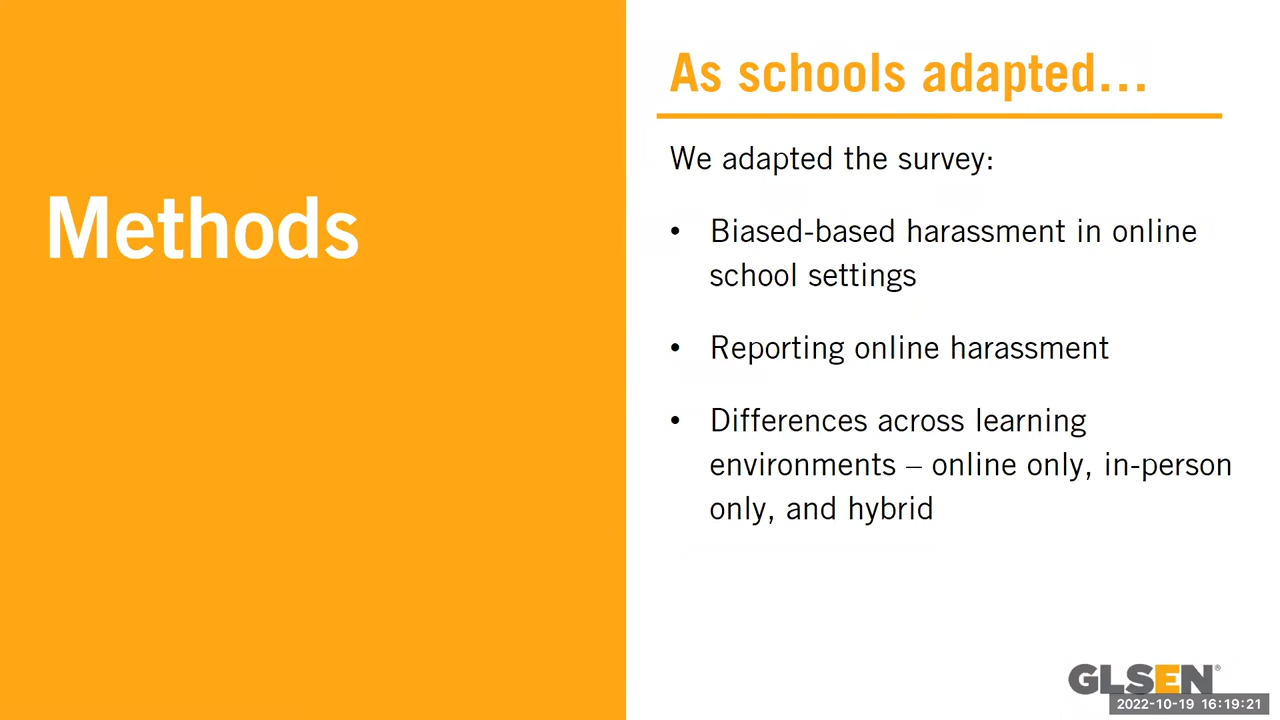 Methods
As schools adapted...
We adapted the survey:
• Biased-based harassment in online
school settings
• Reporting online harassment
• Differences across learning
environments – online only, in-person
only, and hybrid
GLSEN®
2022-10-19 16:19:21